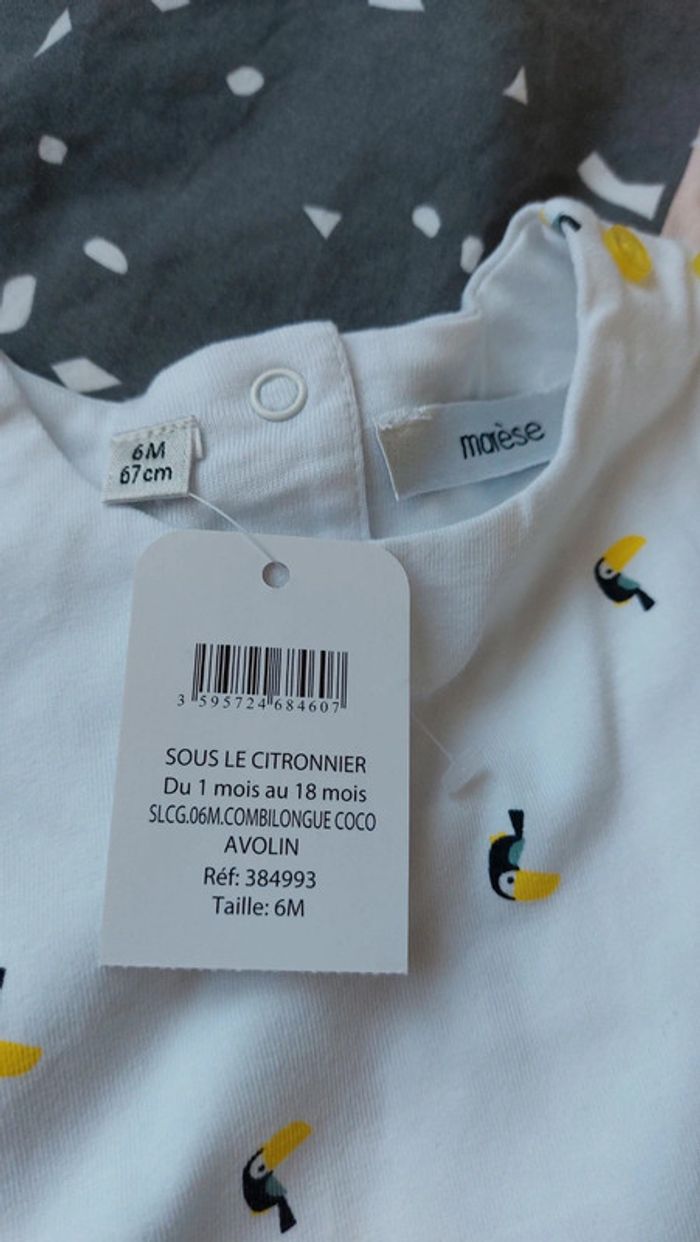 6M
67cm
marèse
3 595724 684607
SOUS LE CITRONNIER
Du 1 mois au 18 mois
SLCG.06M.COMBILONGUE COCO
AVOLIN
Réf: 384993
Taille: 6M